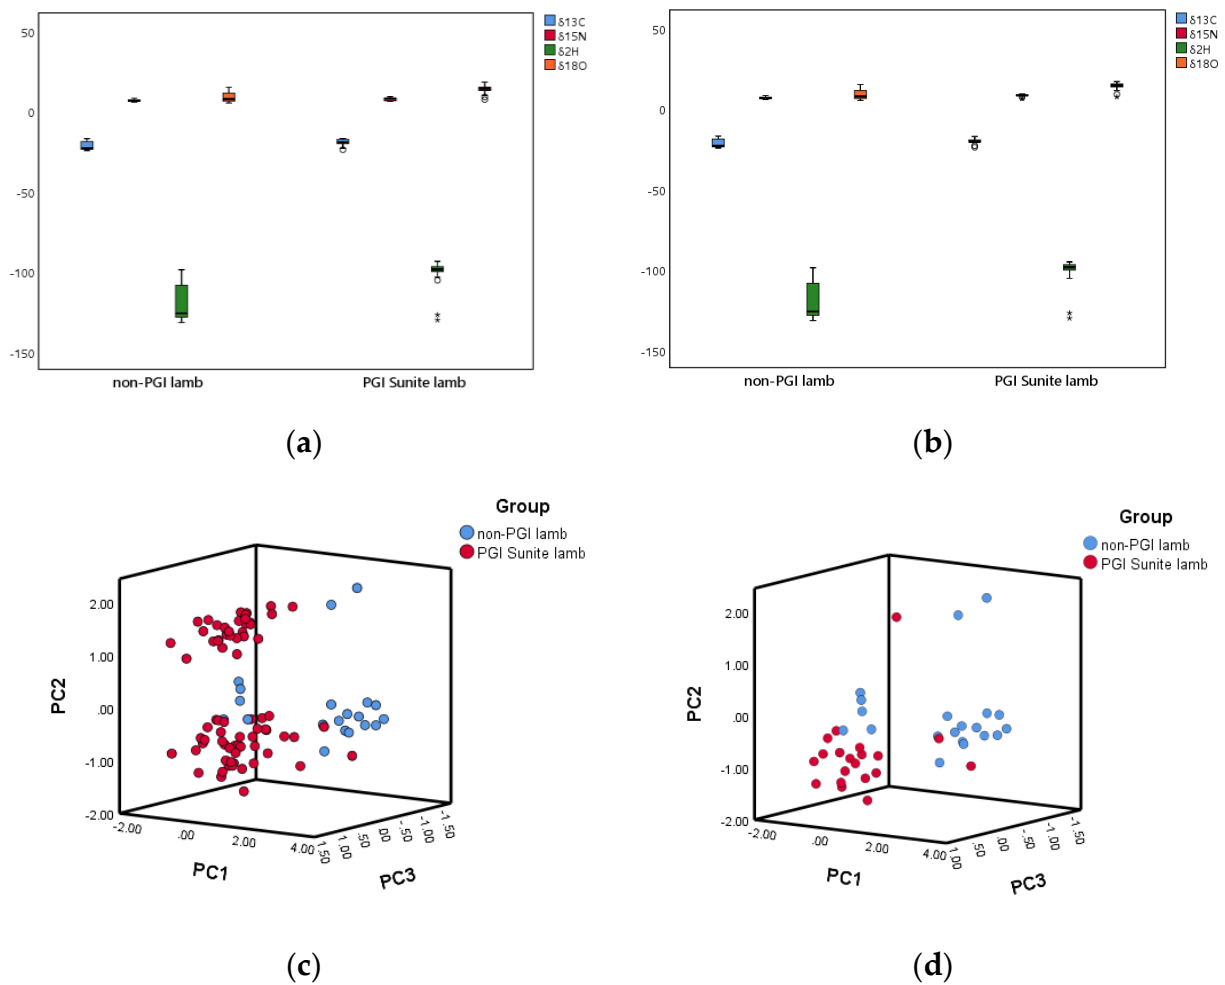 50
0
-50
-100
-150
δ13C
δ15N
δ2H
δ18O
non-PGI lamb PGI Sunite lamb
(a)
50
0
-50
-100
-150
δ13C
δ15N
δ2H
δ18O
non-PGI lamb PGI Sunite lamb
(b)
Group
non-PGI lamb
PGI Sunite lamb
PC2
2.00
1.00
.00
-1.00
-2.00
-2.00 .00 2.00 4.00
PC1
1.50 1.00 .50 .00 -.50 -1.00 -1.50
PC3
(c)
Group
non-PGI lamb
PGI Sunite lamb
PC2
2.00
1.00
.00
-1.00
-2.00
-2.00 .00 2.00 4.00
PC1
1.00 .50 .00 -.50 -1.00 -1.50
PC3
(d)